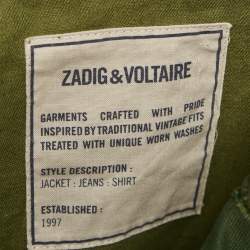 ZADIG & VOLTAIRE
GARMENTS CRAFTED WITH PRIDE
INSPIRED BY TRADITIONAL VINTAGE FITS
TREATED WITH UNIQUE WORN WASHES
STYLE DESCRIPTION :
JACKET : JEANS : SHIRT
ESTABLISHED :
1997